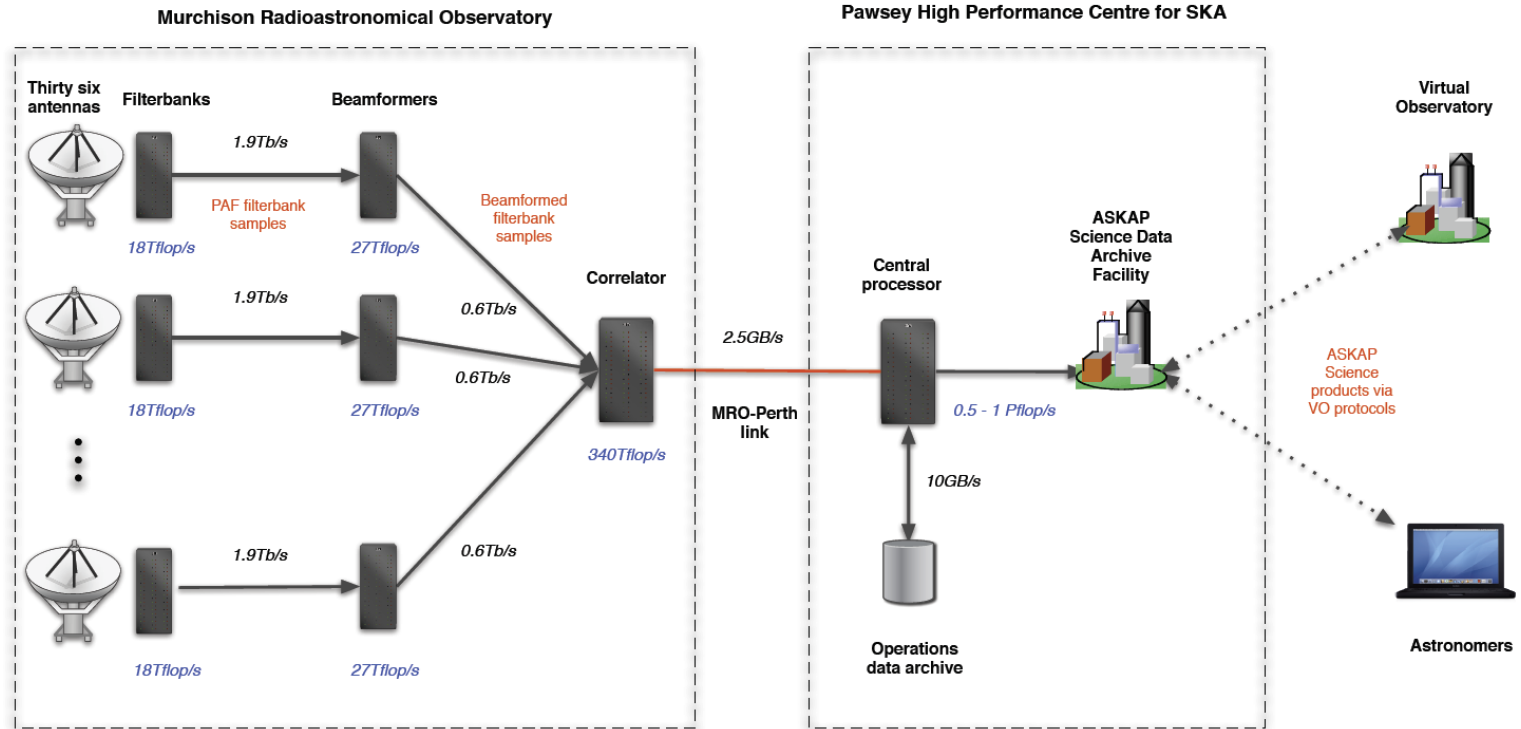 Murchison Radioastronomical Observatory
Pawsey High Performance Centre for SKA
Thirty six
antennas
Filterbanks
Beamformers
1.9Tb/s
PAF filterbank
samples
18Tflop/s
27Tflop/s
Beamformed
filterbank
samples
0.6Tb/s
1.9Tb/s
18Tflop/s
27Tflop/s
0.6Tb/s
1.9Tb/s
18Tflop/s
27Tflop/s
0.6Tb/s
Correlator
340Tflop/s
2.5GB/s
MRO-Perth
link
Central
processor
0.5 - 1 Pflop/s
10GB/s
Operations
data archive
ASKAP
Science Data
Archive
Facility
Virtual
Observatory
ASKAP
Science
products via
VO protocols
Astronomers